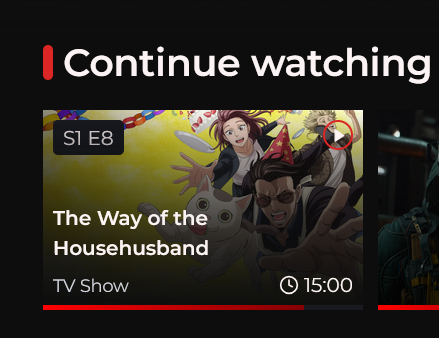 Continue watching
S1 E8
The Way of the
Househusband
TV Show
15:00